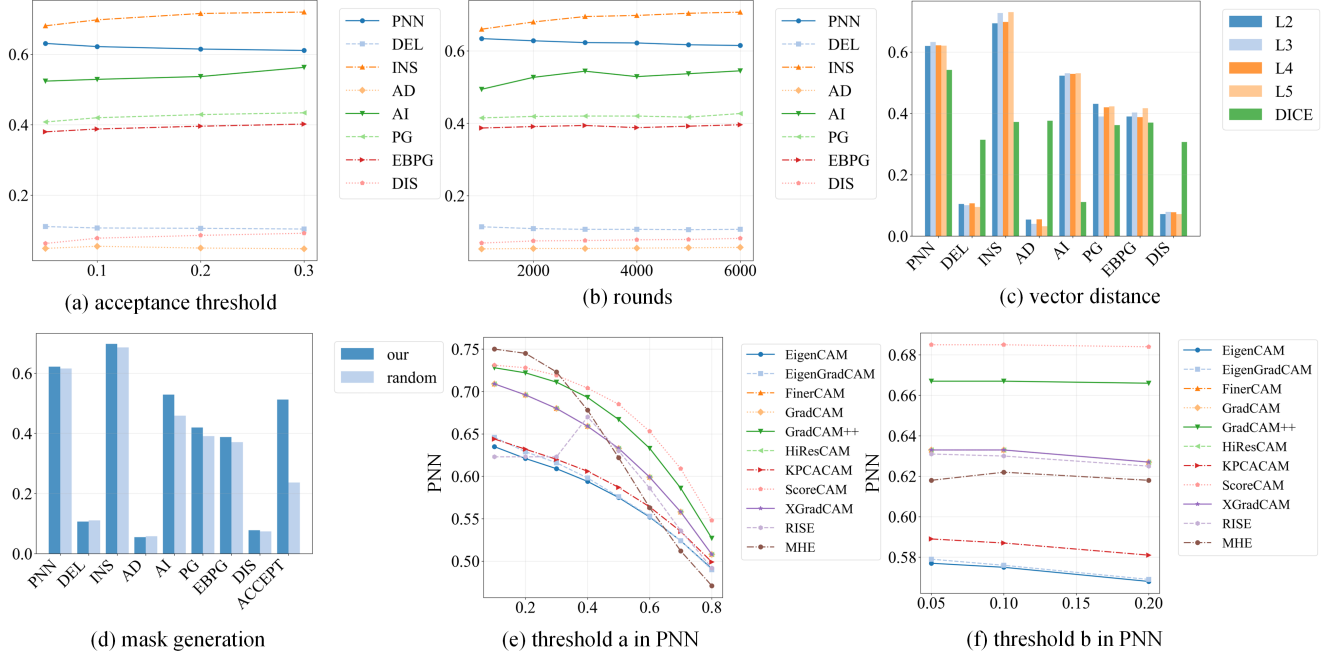 0.6
0.4
0.2
0.1
0.2
0.3
(a) acceptance threshold
PNN
DEL
INS
AD
AI
PG
EBPG
DIS
0.6
0.4
0.2
2000
4000
6000
(b) rounds
PNN
DEL
INS
AD
AI
PG
EBPG
DIS
0.6
0.4
0.2
0.0
PNN
DEL
INS
AD
AI
PG
EBPG
DIS
(c) vector distance
L2
L3
L4
L5
DICE
0.6
0.4
0.2
0.0
PNN
DEL
INS
AD
AI
PG
EBPG
DIS
ACCEPT
(d) mask generation
our
random
PNN
0.75
0.70
0.65
0.60
0.55
0.50
0.2
0.4
0.6
0.8
(e) threshold a in PNN
EigenCAM
EigenGradCAM
FinerCAM
GradCAM
GradCAM++
HiResCAM
KPCACAM
ScoreCAM
XGradCAM
RISE
MHE
PNN
0.68
0.66
0.64
0.62
0.60
0.58
0.05
0.10
0.15
0.20
(f) threshold b in PNN
EigenCAM
EigenGradCAM
FinerCAM
GradCAM
GradCAM++
HiResCAM
KPCACAM
ScoreCAM
XGradCAM
RISE
MHE